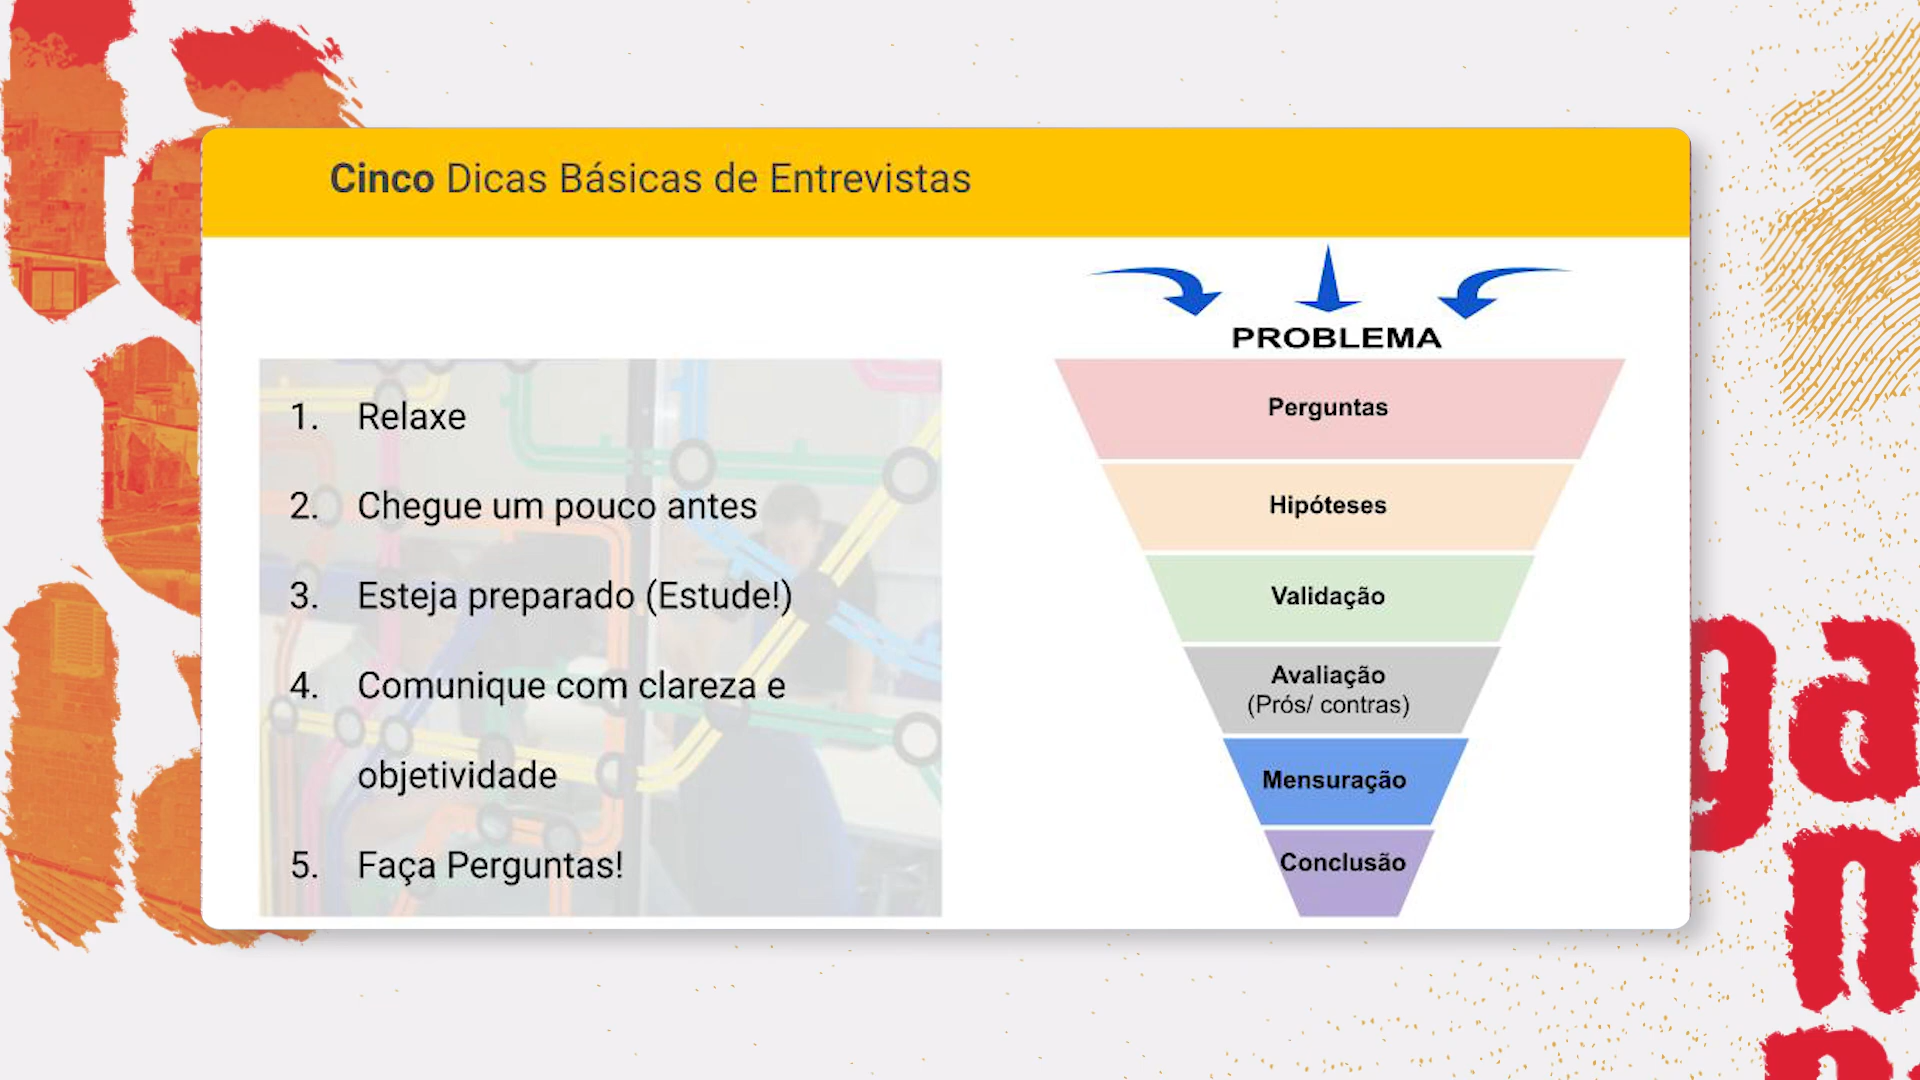 Cinco Dicas Básicas de Entrevistas
1. Relaxe
2. Chegue um pouco antes
3. Esteja preparado (Estude!)
4. Comunique com clareza e
objetividade
5. Faça Perguntas!
PROBLEMA
Perguntas
Hipóteses
Validação
Avaliação
(Prós/ contras)
Mensuração
Conclusão
ga
n